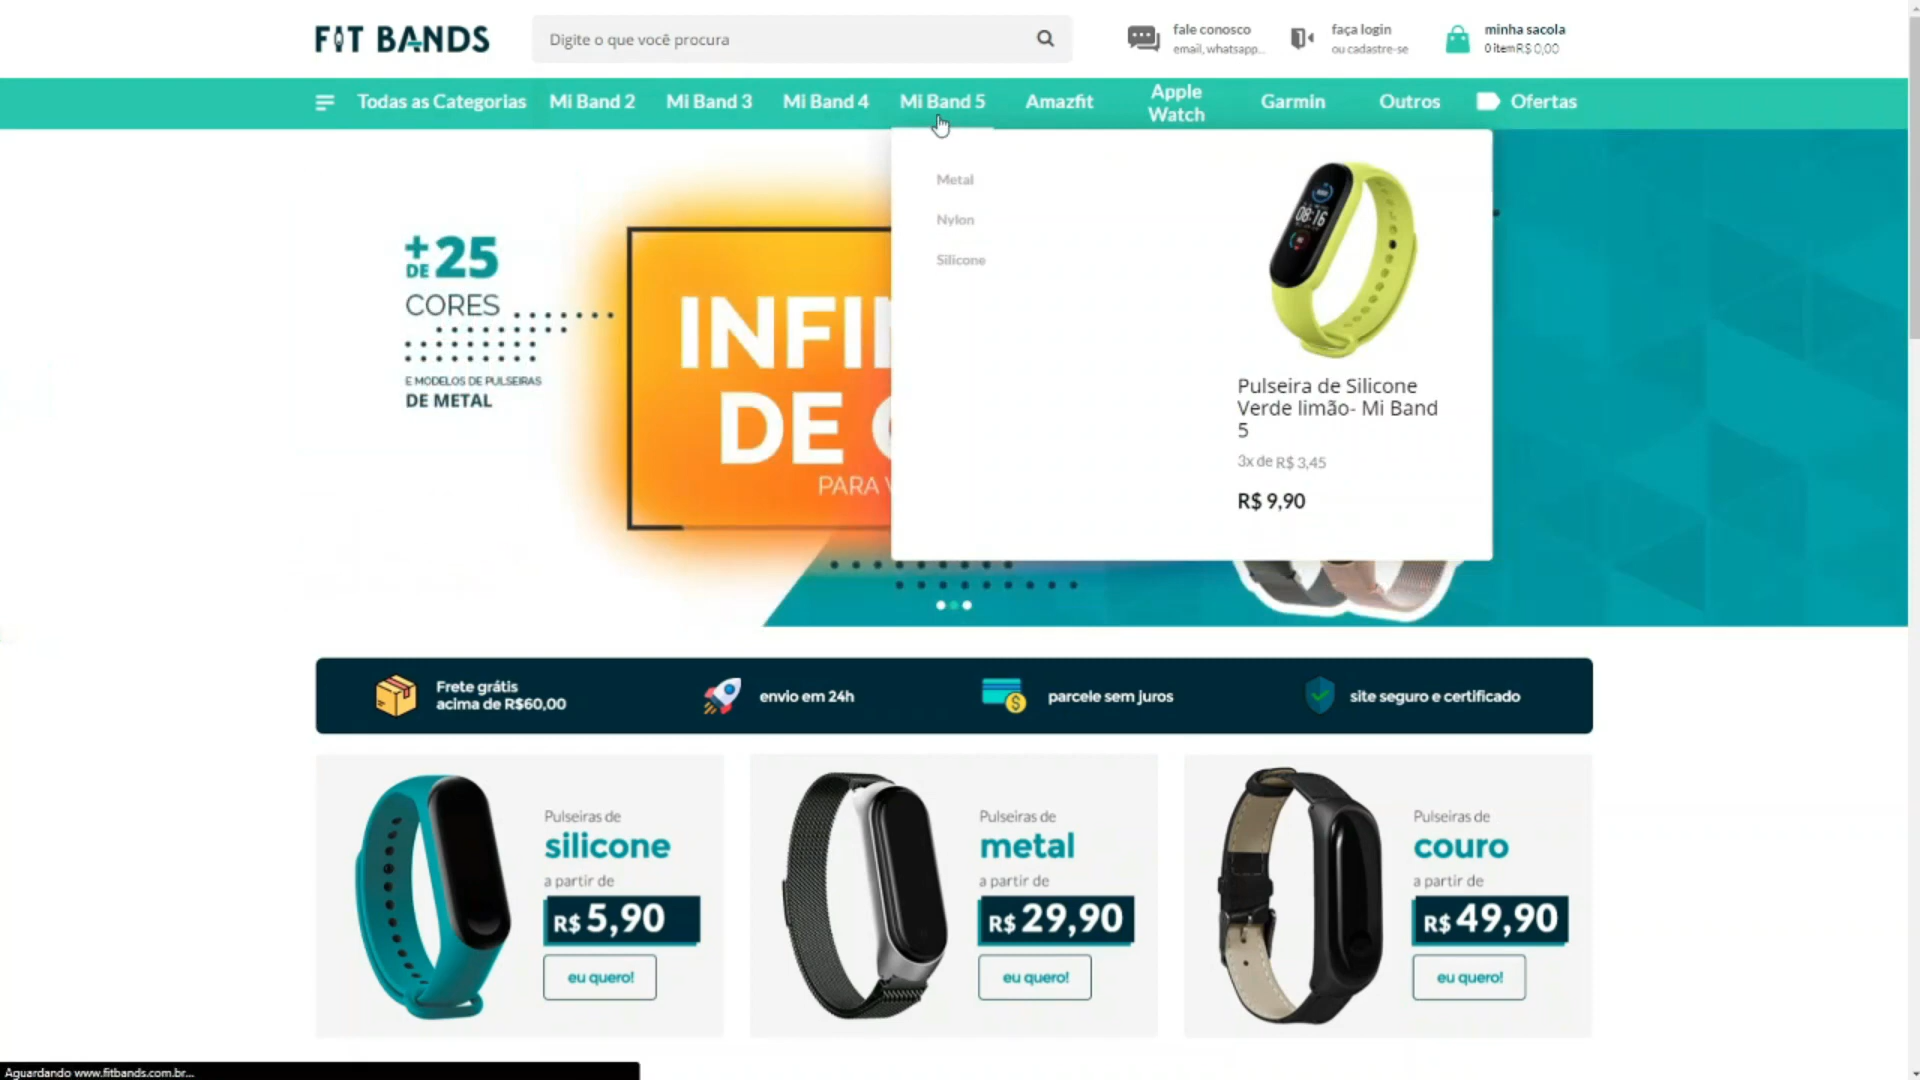 FIT BANDS
Digite o que você procura
fale conosco
email, whatsapp...
faça login
ou cadastre-se
minha sacola
0 item R$ 0,00
Todas as Categorias
Mi Band 2
Mi Band 3
Mi Band 4
Mi Band 5
Amazfit
Apple
Watch
Garmin
Outros
Ofertas
Metal
Nylon
Silicone
08:16
Pulseira de Silicone
Verde limão- Mi Band
5
3x de R$ 3,45
R$ 9,90
+
DE 25
CORES
E MODELOS DE PULSEIRAS
DE METAL
INFI
DE
PARA
Frete grátis
acima de R$60,00
envio em 24h
parcele sem juros
site seguro e certificado
Pulseiras de
silicone
a partir de
R$ 5,90
eu quero!
Pulseiras de
metal
a partir de
R$ 29,90
eu quero!
Pulseiras de
couro
a partir de
R$ 49,90
eu quero!
Aguardando www.fitbands.com.br...